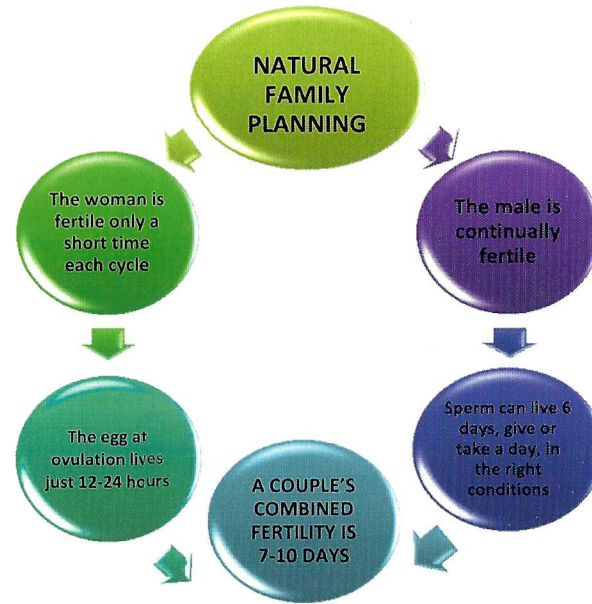 NATURAL
FAMILY
PLANNING
The woman is
fertile only a
short time
each cycle
The male is
continually
fertile
The egg at
ovulation lives
just 12-24 hours
Sperm can live 6
days, give or
take a day, in
the right
conditions
A COUPLE'S
COMBINED
FERTILITY IS
7-10 DAYS